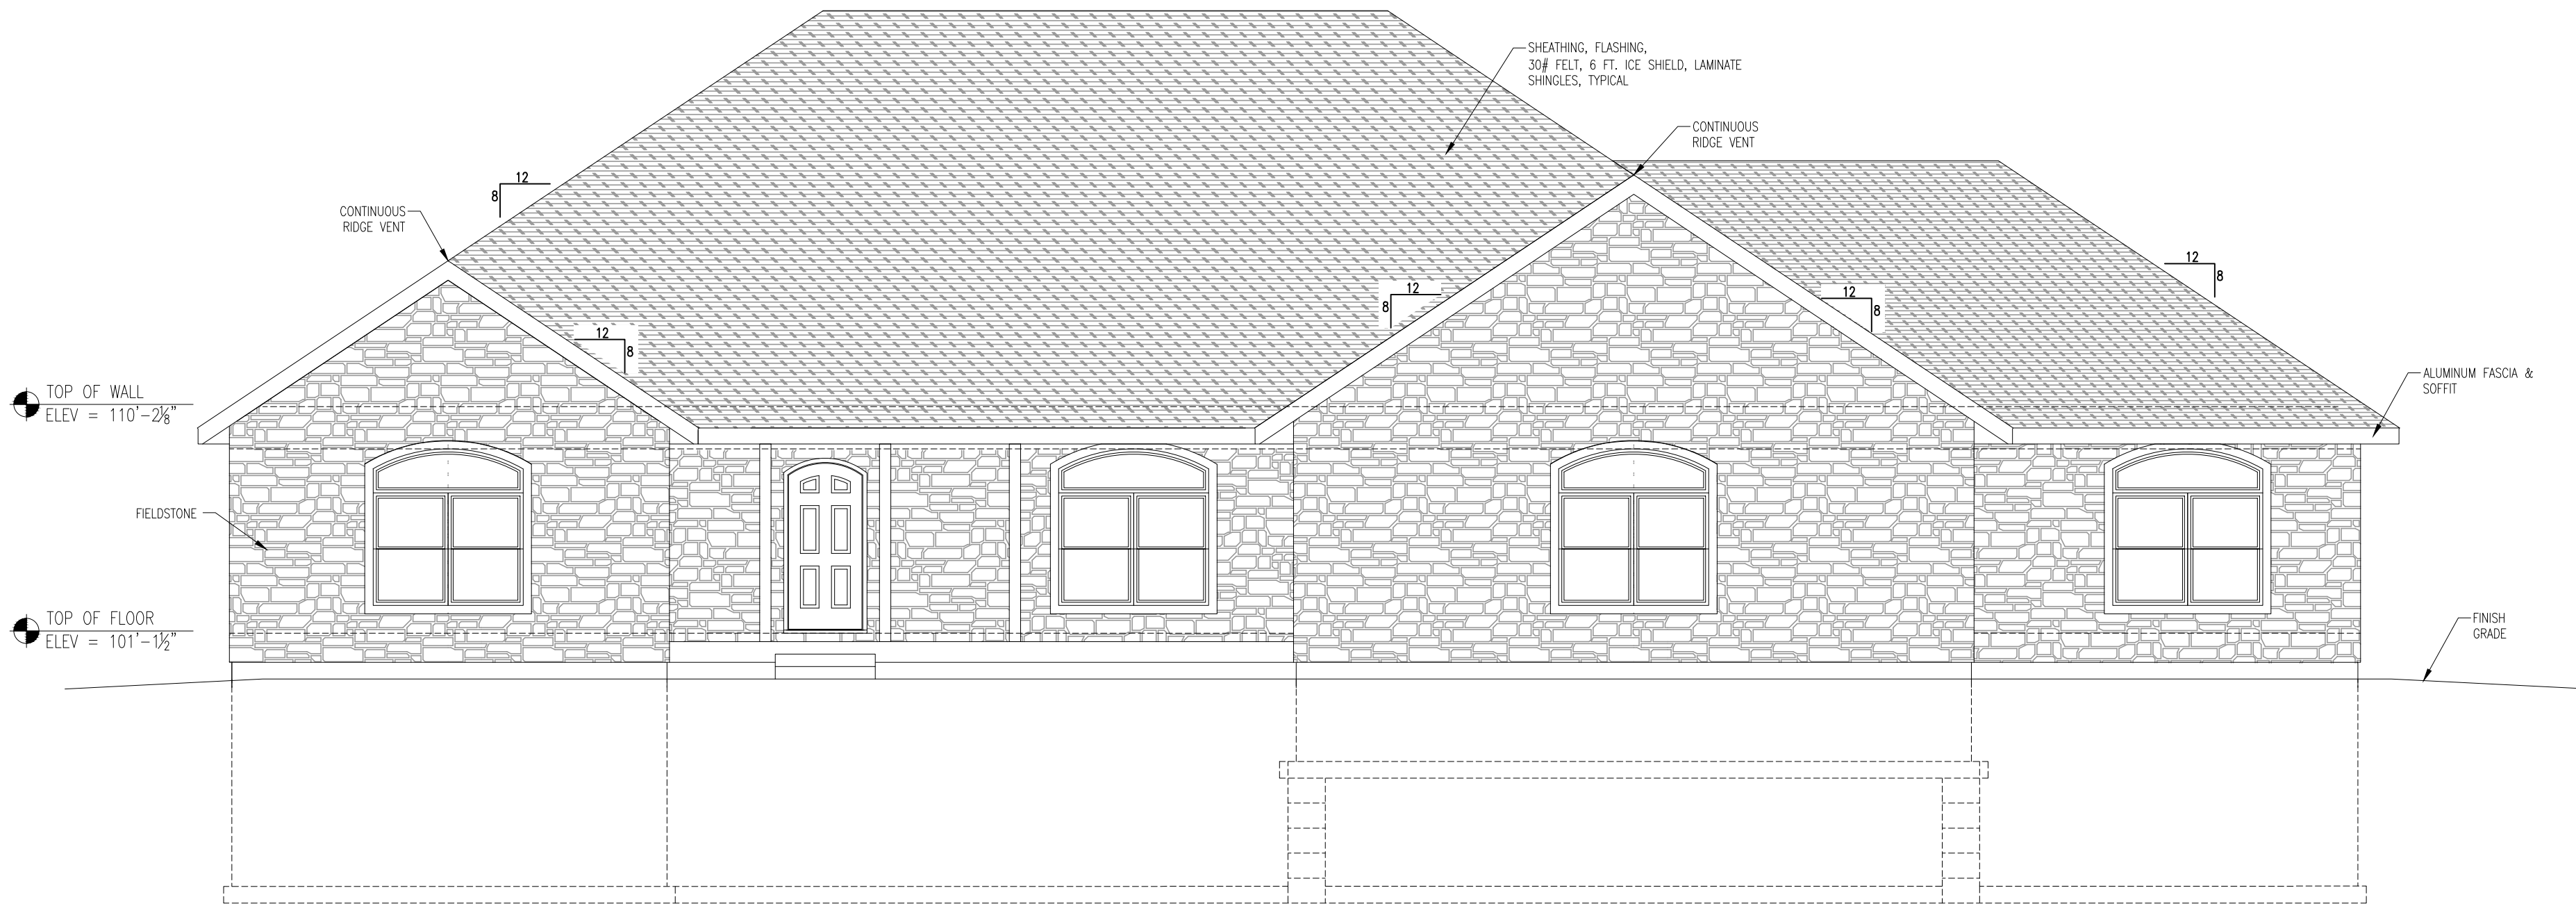 SHEATHING, FLASHING,
30# FELT, 6 FT. ICE SHIELD, LAMINATE
SHINGLES, TYPICAL
CONTINUOUS
RIDGE VENT
12
8
CONTINUOUS
RIDGE VENT
12
8
12
8
12
8
12
8
TOP OF WALL
ELEV = 110'-2⅛"
ALUMINUM FASCIA &
SOFFIT
FIELDSTONE
TOP OF FLOOR
ELEV = 101'-1½"
FINISH
GRADE